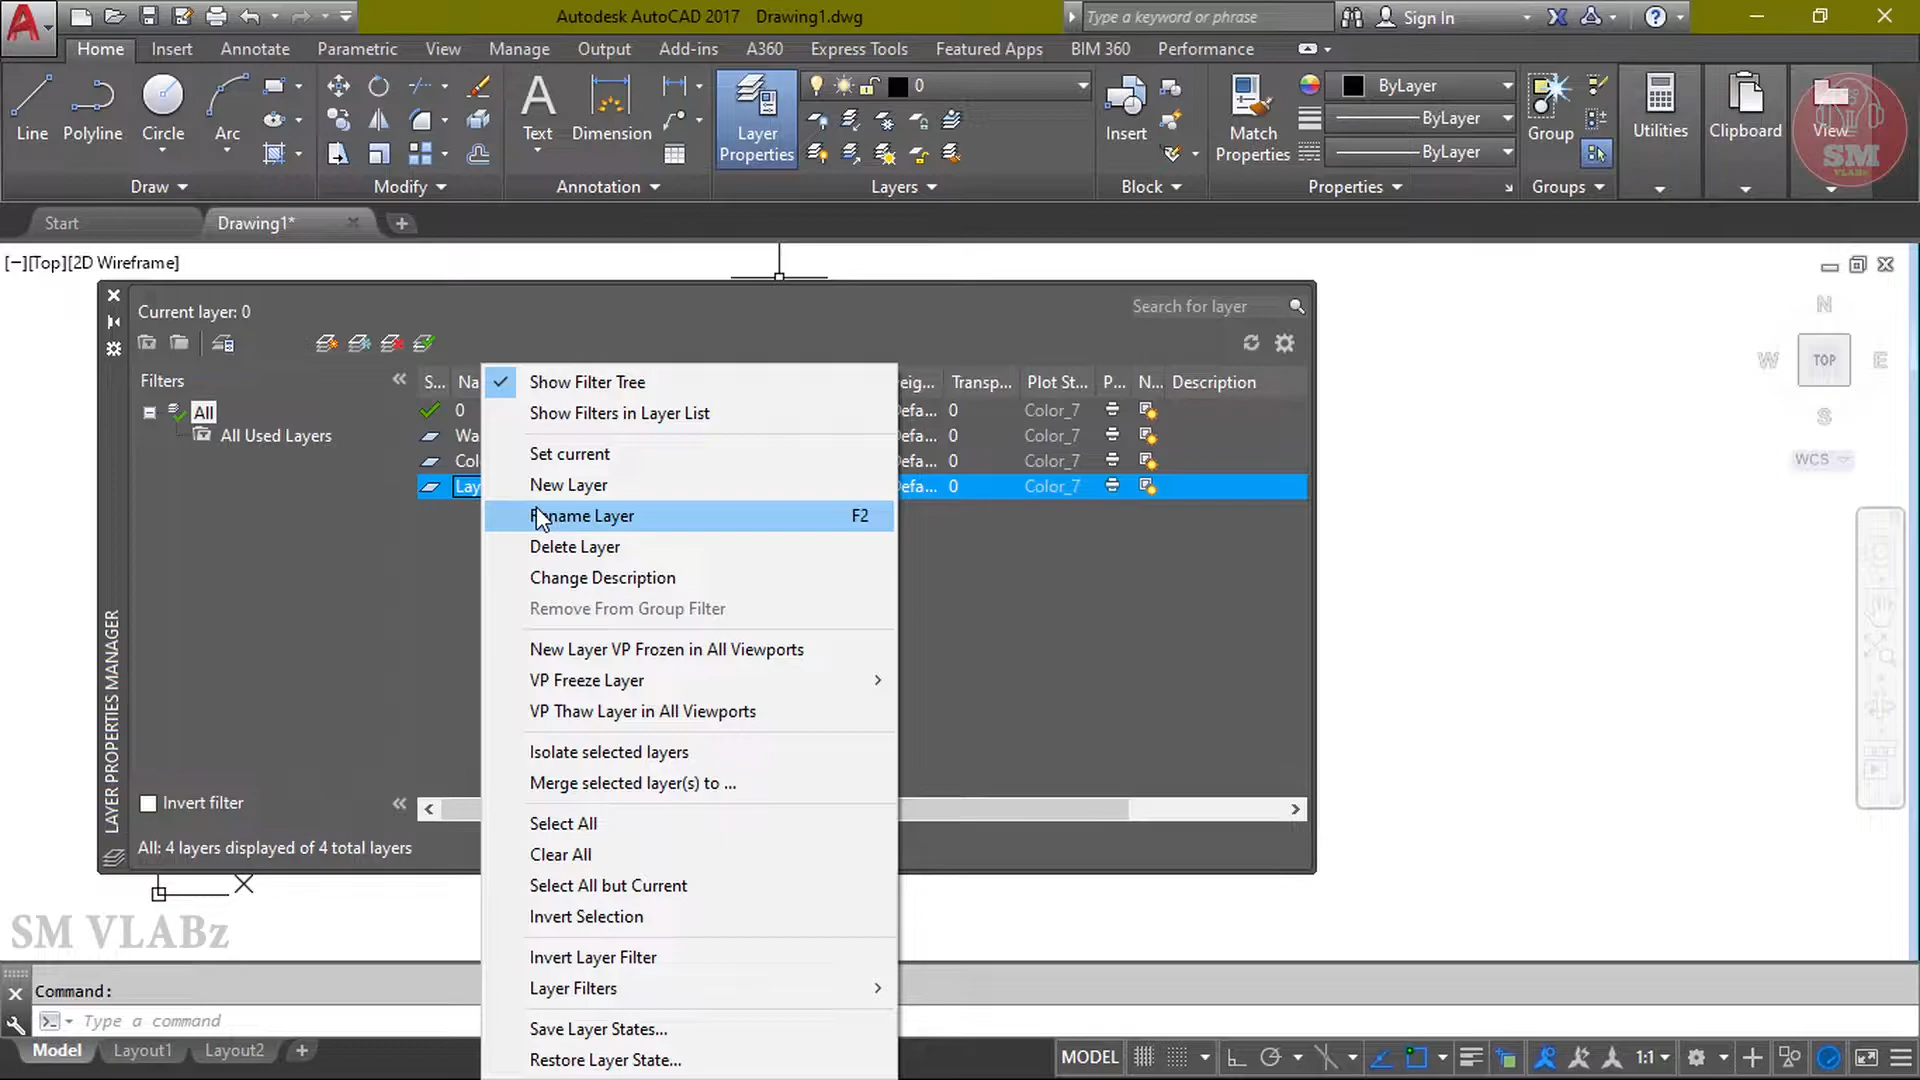 Autodesk AutoCAD 2017 Drawing1.dwg
Type a keyword or phrase
Sign In
Home Insert Annotate Parametric View Manage Output Add-ins A360 Express Tools Featured Apps BIM 360 Performance
Line Polyline Circle Arc
Text Dimension
Layer Properties
0
Insert
Match Properties
ByLayer
ByLayer
ByLayer
Group
Utilities
Clipboard
View
SM
VLABz
Draw Modify Annotation Layers Block Properties Groups
Start Drawing1*
[−][Top][2D Wireframe]
Current layer: 0
Search for layer
Filters
All
All Used Layers
S... Na
eig... Transp... Plot St... P... N... Description
0 Defa... 0 Color_7
Wa efa... 0 Color_7
Col efa... 0 Color_7
Lay efa... 0 Color_7
Show Filter Tree
Show Filters in Layer List
Set current
New Layer
Rename Layer F2
Delete Layer
Change Description
Remove From Group Filter
New Layer VP Frozen in All Viewports
VP Freeze Layer
VP Thaw Layer in All Viewports
Isolate selected layers
Merge selected layer(s) to ...
Select All
Clear All
Select All but Current
Invert Selection
Invert Layer Filter
Layer Filters
Save Layer States...
Restore Layer State...
LAYER PROPERTIES MANAGER
Invert filter
All: 4 layers displayed of 4 total layers
N
W TOP E
S
WCS
X
SM VLABz
Command:
Type a command
Model Layout1 Layout2
MODEL 1:1